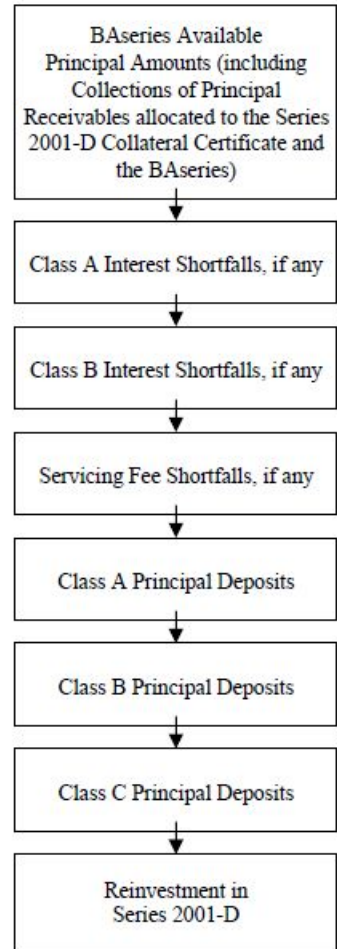 BAseries Available
Principal Amounts (including
Collections of Principal
Receivables allocated to the Series
2001-D Collateral Certificate and
the BAseries)
Class A Interest Shortfalls, if any
Class B Interest Shortfalls, if any
Servicing Fee Shortfalls, if any
Class A Principal Deposits
Class B Principal Deposits
Class C Principal Deposits
Reinvestment in
Series 2001-D